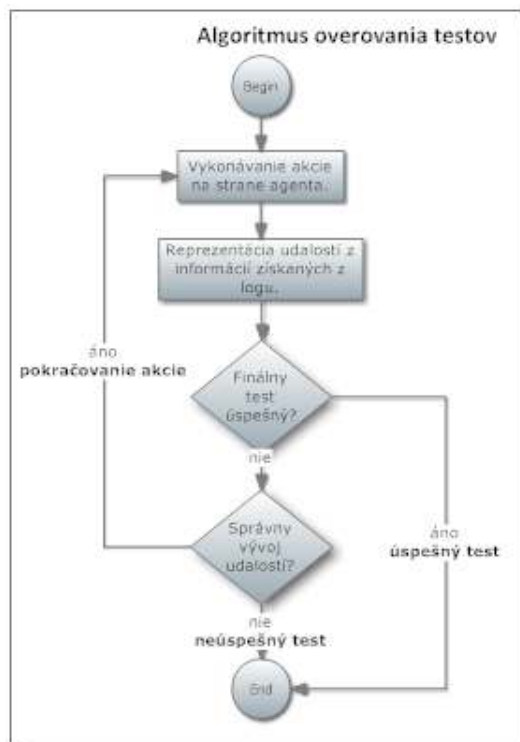 Algoritmus overovania testov
Begin
Vykonávanie akcie
na strane agenta.
Reprezentácia udalostí z
informácií získaných z
logu.
áno
pokračovanie akcie
Finálny
test
úspešný?
nie
Správny
vývoj
udalostí?
áno
úspešný test
nie
neúspešný test
End